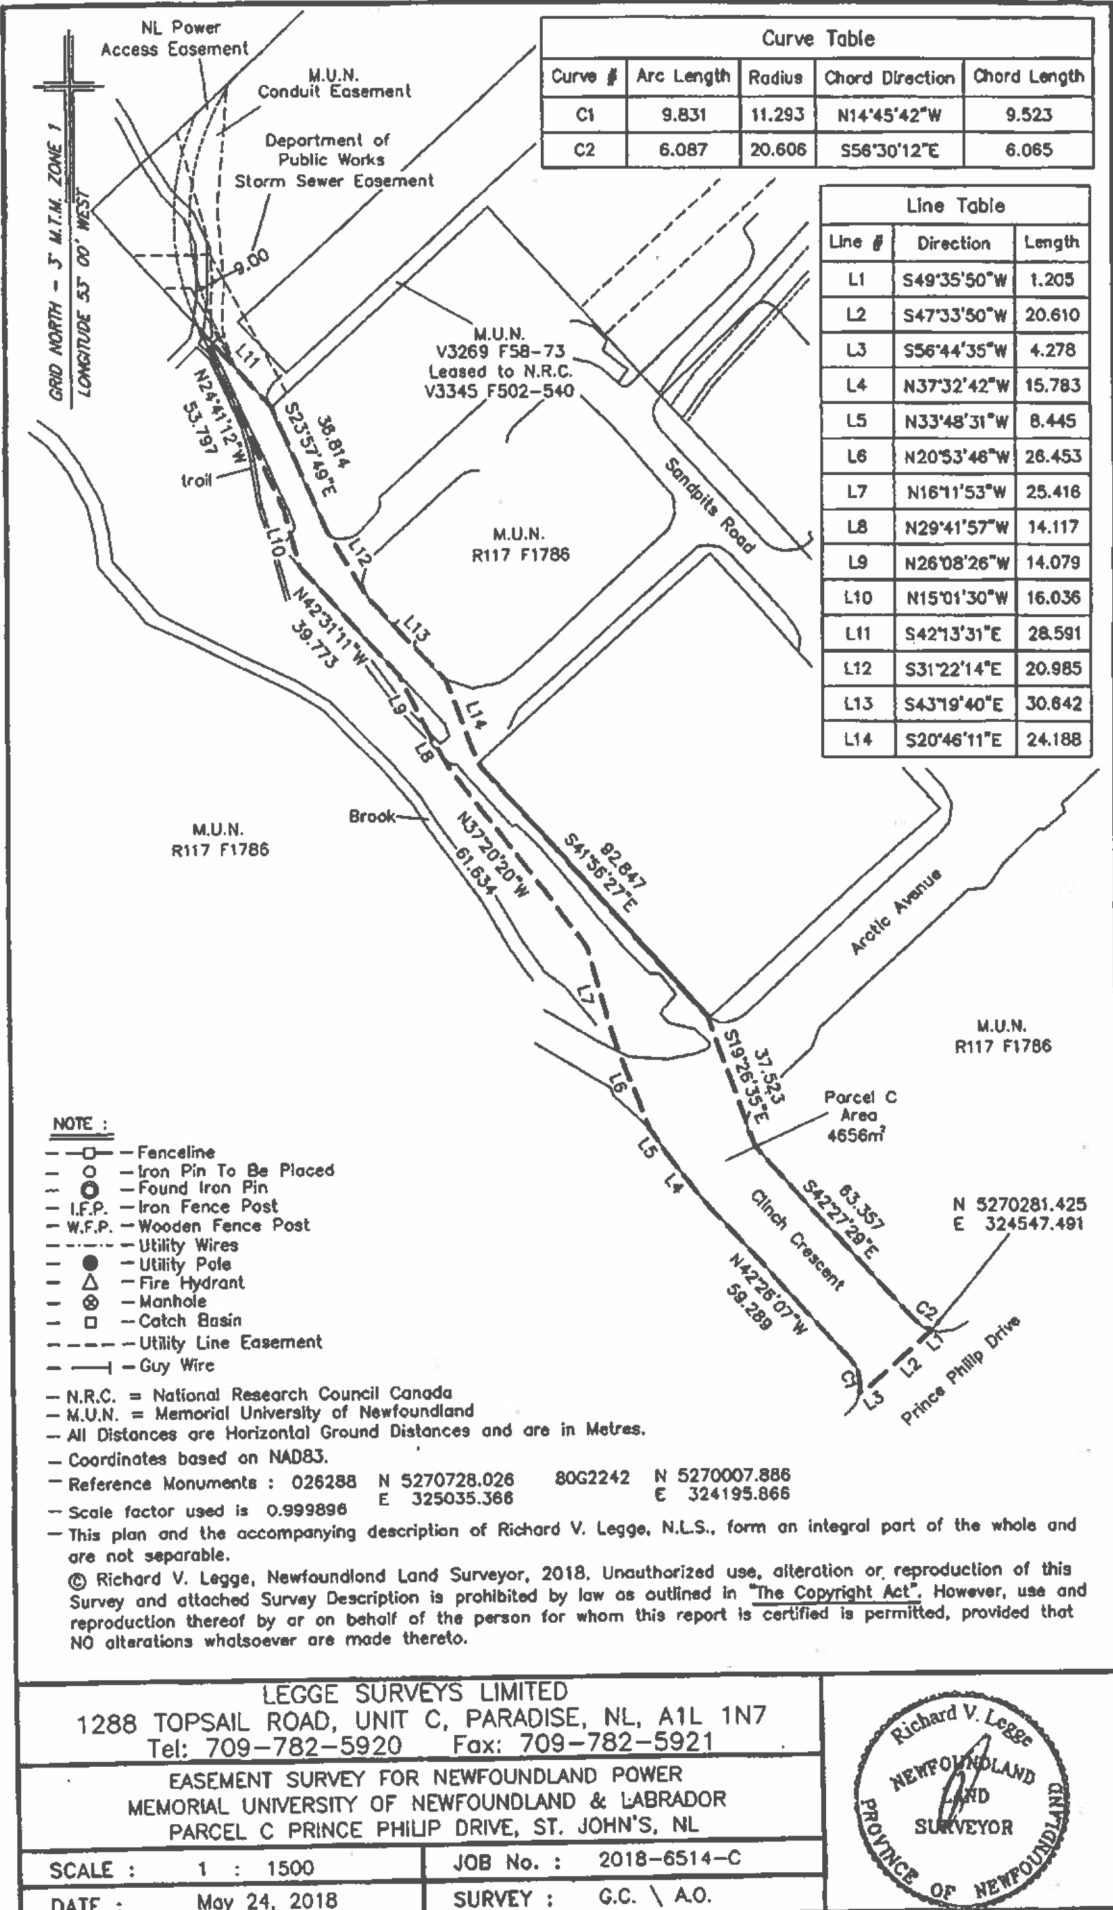 NL Power
Access Easement
M.U.N.
Conduit Easement
Department of
Public Works
Storm Sewer Easement
GRID NORTH – 3° M.T.M. ZONE 1
LONGITUDE 53° 00' WEST
9.00
Curve Table
Curve # Arc Length Radius Chord Direction Chord Length
C1 9.831 11.293 N14°45'42"W 9.523
C2 6.087 20.606 S56°30'12"E 6.065
Line Table
Line # Direction Length
L1 S49°35'50"W 1.205
L2 S47°33'50"W 20.610
L3 S56°44'35"W 4.278
L4 N37°32'42"W 15.783
L5 N33°48'31"W 8.445
L6 N20°53'46"W 26.453
L7 N16°11'53"W 25.416
L8 N29°41'57"W 14.117
L9 N26°08'26"W 14.079
L10 N15°01'30"W 16.036
L11 S42°13'31"E 28.591
L12 S31°22'14"E 20.985
L13 S43°19'40"E 30.642
L14 S20°46'11"E 24.188
M.U.N.
V3269 F58–73
Leased to N.R.C.
V3345 F502–540
L11
N24°41'12"W
53.797
36.814
S23°57'49"E
trail
Sandpits Road
M.U.N.
R117 F1786
L10
L12
N42°31'11"W
39.773
L13
L9
L14
L8
Brook
M.U.N.
R117 F1786
N37°20'20"W
61.634
92.847
S41°56'27"E
Arctic Avenue
L7
M.U.N.
R117 F1786
37.523
S19°26'35"E
L6
Parcel C
Area
4656m²
L5
L4
Clinch Crescent
63.357
S42°27'29"E
N 5270281.425
E 324547.491
N42°26'07"W
59.289
C2
L1
L2
C1
L3
Prince Philip Drive
NOTE :
– Fenceline
– Iron Pin To Be Placed
– Found Iron Pin
– I.F.P. – Iron Fence Post
– W.F.P. – Wooden Fence Post
– Utility Wires
– Utility Pole
– Fire Hydrant
– Manhole
– Catch Basin
– Utility Line Easement
– Guy Wire
– N.R.C. = National Research Council Canada
– M.U.N. = Memorial University of Newfoundland
– All Distances are Horizontal Ground Distances and are in Metres.
– Coordinates based on NAD83.
– Reference Monuments : 026288 N 5270728.026 80G2242 N 5270007.886
E 325035.366 E 324195.866
– Scale factor used is 0.999896
– This plan and the accompanying description of Richard V. Legge, N.L.S., form an integral part of the whole and
are not separable.
© Richard V. Legge, Newfoundland Land Surveyor, 2018. Unauthorized use, alteration or reproduction of this
Survey and attached Survey Description is prohibited by law as outlined in "The Copyright Act". However, use and
reproduction thereof by or on behalf of the person for whom this report is certified is permitted, provided that
NO alterations whatsoever are made thereto.
LEGGE SURVEYS LIMITED
1288 TOPSAIL ROAD, UNIT C, PARADISE, NL, A1L 1N7
Tel: 709–782–5920 Fax: 709–782–5921
EASEMENT SURVEY FOR NEWFOUNDLAND POWER
MEMORIAL UNIVERSITY OF NEWFOUNDLAND & LABRADOR
PARCEL C PRINCE PHILIP DRIVE, ST. JOHN'S, NL
SCALE : 1 : 1500
JOB No. : 2018–6514–C
DATE : May 24, 2018
SURVEY : G.C. \ A.O.
Richard V. Legge
NEWFOUNDLAND
LAND
SURVEYOR
PROVINCE OF NEWFOUNDLAND